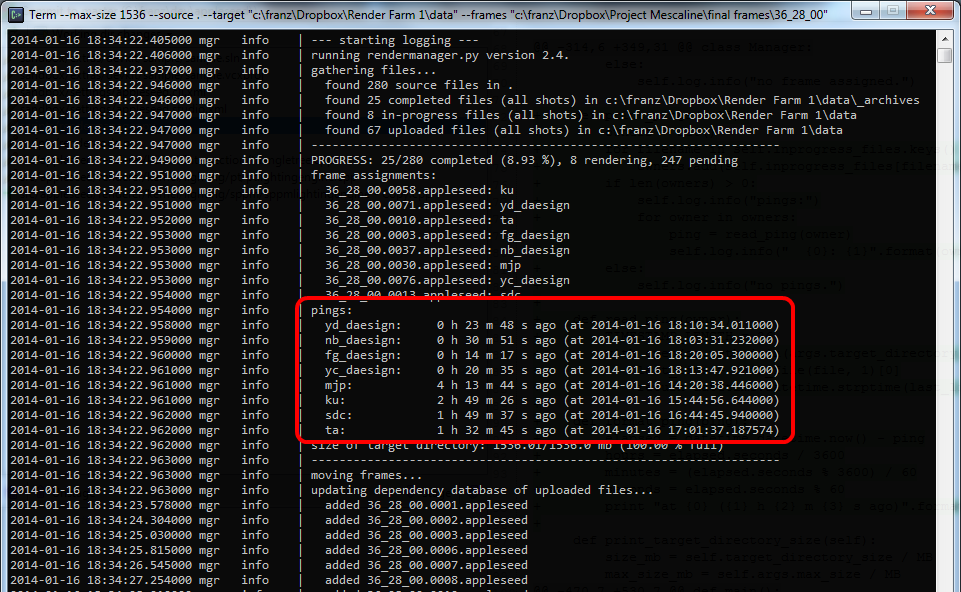 Term --max-size 1536 --source . --target "c:\franz\Dropbox\Render Farm 1\data" --frames "c:\franz\Dropbox\Project Mescaline\final frames\36_28_00"
2014-01-16 18:34:22.405000 mgr   info    | --- starting logging ---
2014-01-16 18:34:22.406000 mgr   info    | running rendermanager.py version 2.4.
2014-01-16 18:34:22.937000 mgr   info    | gathering files...
2014-01-16 18:34:22.946000 mgr   info    |   found 280 source files in .
2014-01-16 18:34:22.946000 mgr   info    |   found 25 completed files (all shots) in c:\franz\Dropbox\Render Farm 1\data\_archives
2014-01-16 18:34:22.947000 mgr   info    |   found 8 in-progress files (all shots) in c:\franz\Dropbox\Render Farm 1\data
2014-01-16 18:34:22.947000 mgr   info    |   found 67 uploaded files (all shots) in c:\franz\Dropbox\Render Farm 1\data
2014-01-16 18:34:22.947000 mgr   info    | -----------------------------------------------------------------
2014-01-16 18:34:22.949000 mgr   info    | PROGRESS: 25/280 completed (8.93 %), 8 rendering, 247 pending
2014-01-16 18:34:22.951000 mgr   info    | frame assignments:
2014-01-16 18:34:22.951000 mgr   info    |   36_28_00.0058.appleseed: ku
2014-01-16 18:34:22.951000 mgr   info    |   36_28_00.0071.appleseed: yd_daesign
2014-01-16 18:34:22.952000 mgr   info    |   36_28_00.0010.appleseed: ta
2014-01-16 18:34:22.953000 mgr   info    |   36_28_00.0003.appleseed: fg_daesign
2014-01-16 18:34:22.953000 mgr   info    |   36_28_00.0037.appleseed: nb_daesign
2014-01-16 18:34:22.953000 mgr   info    |   36_28_00.0030.appleseed: mjp
2014-01-16 18:34:22.953000 mgr   info    |   36_28_00.0076.appleseed: yc_daesign
2014-01-16 18:34:22.954000 mgr   info    |   36_28_00.0013.appleseed: sdc
2014-01-16 18:34:22.954000 mgr   info    | pings:
2014-01-16 18:34:22.958000 mgr   info    |   yd_daesign:     0 h 23 m 48 s ago (at 2014-01-16 18:10:34.011000)
2014-01-16 18:34:22.959000 mgr   info    |   nb_daesign:     0 h 30 m 51 s ago (at 2014-01-16 18:03:31.232000)
2014-01-16 18:34:22.960000 mgr   info    |   fg_daesign:     0 h 14 m 17 s ago (at 2014-01-16 18:20:05.300000)
2014-01-16 18:34:22.960000 mgr   info    |   yc_daesign:     0 h 20 m 35 s ago (at 2014-01-16 18:13:47.921000)
2014-01-16 18:34:22.961000 mgr   info    |   mjp:            4 h 13 m 44 s ago (at 2014-01-16 14:20:38.446000)
2014-01-16 18:34:22.961000 mgr   info    |   ku:             2 h 49 m 26 s ago (at 2014-01-16 15:44:56.644000)
2014-01-16 18:34:22.962000 mgr   info    |   sdc:            1 h 49 m 37 s ago (at 2014-01-16 16:44:45.940000)
2014-01-16 18:34:22.962000 mgr   info    |   ta:             1 h 32 m 45 s ago (at 2014-01-16 17:01:37.187574)
2014-01-16 18:34:22.962000 mgr   info    | size of target directory: 1536.01/1536.0 mb (100.00 % full)
2014-01-16 18:34:22.963000 mgr   info    | -----------------------------------------------------------------
2014-01-16 18:34:22.963000 mgr   info    | moving frames...
2014-01-16 18:34:22.963000 mgr   info    | updating dependency database of uploaded files...
2014-01-16 18:34:23.578000 mgr   info    |   added 36_28_00.0001.appleseed
2014-01-16 18:34:24.304000 mgr   info    |   added 36_28_00.0002.appleseed
2014-01-16 18:34:25.030000 mgr   info    |   added 36_28_00.0003.appleseed
2014-01-16 18:34:25.815000 mgr   info    |   added 36_28_00.0006.appleseed
2014-01-16 18:34:26.545000 mgr   info    |   added 36_28_00.0007.appleseed
2014-01-16 18:34:27.254000 mgr   info    |   added 36_28_00.0008.appleseed